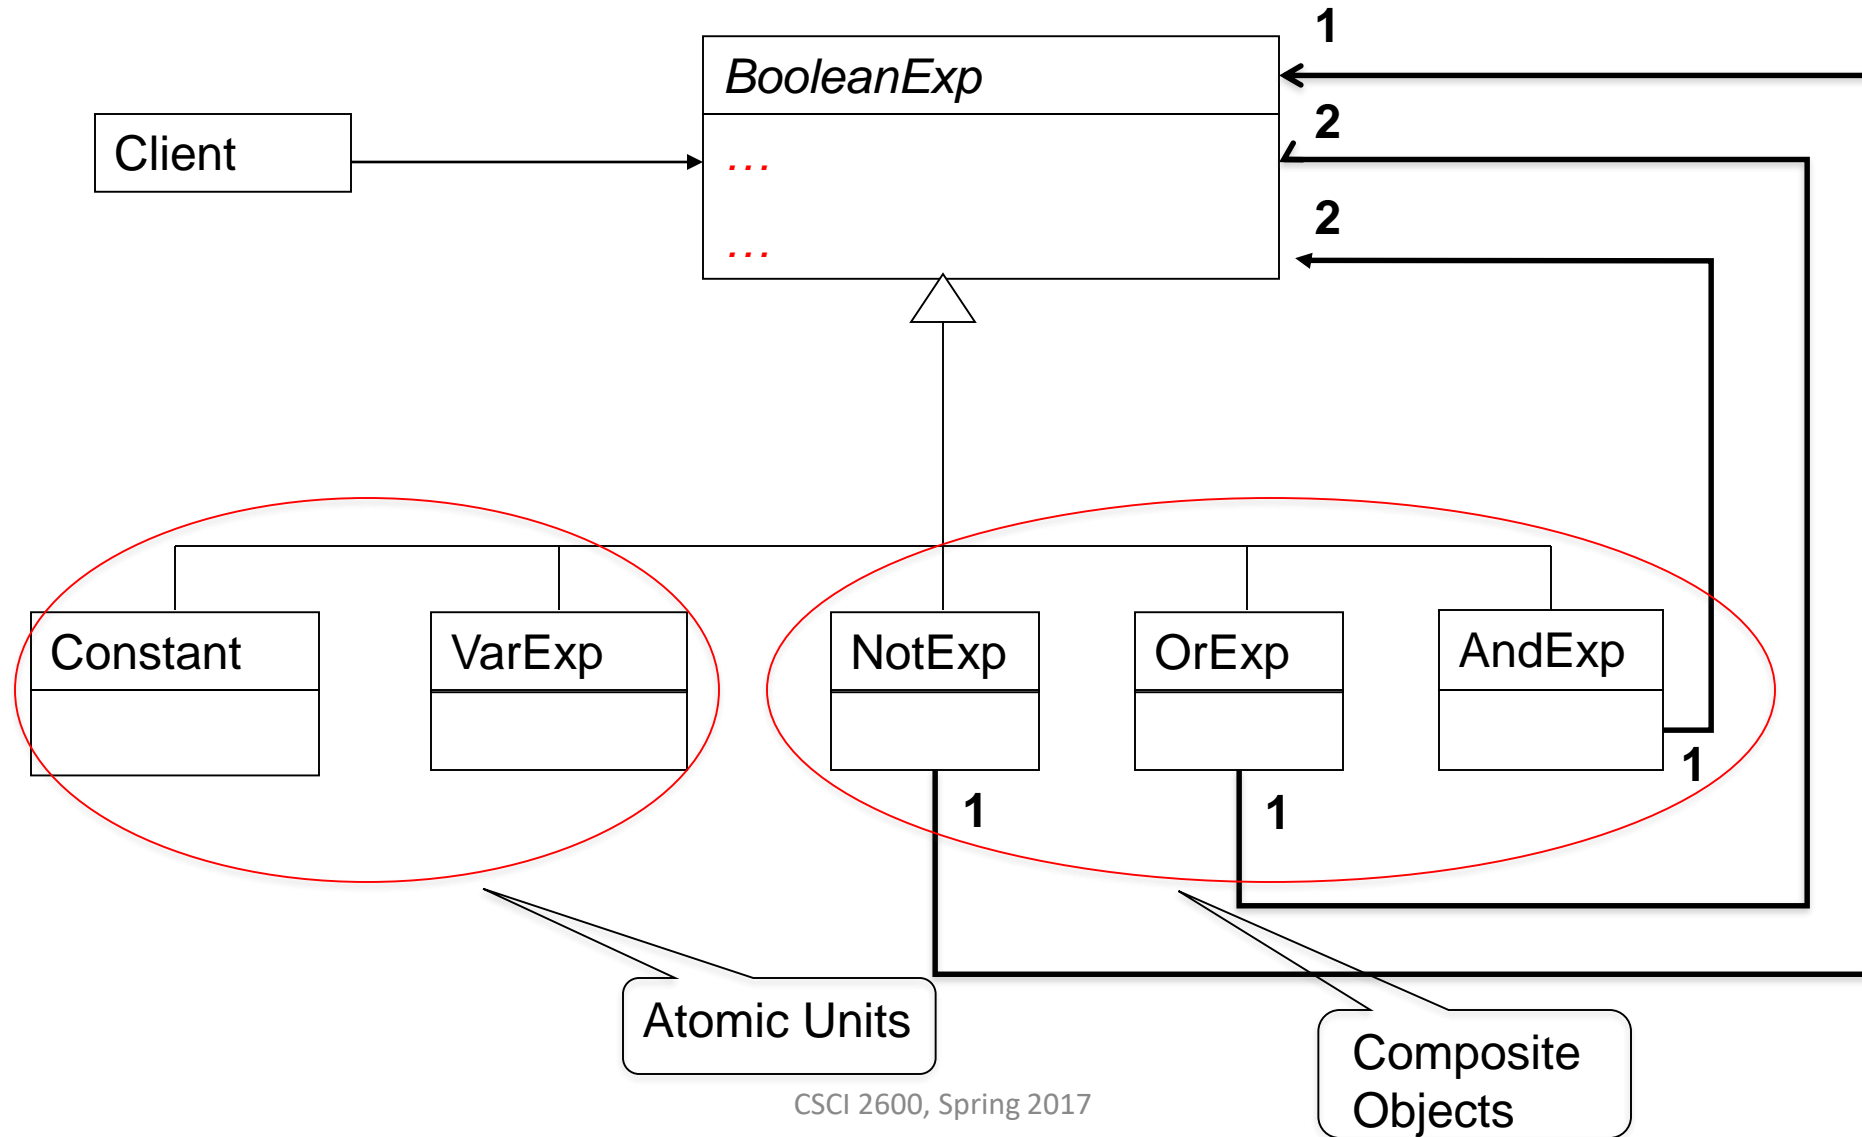 1
BooleanExp
2
Client
...
2
...
Constant
VarExp
NotExp
OrExp
AndExp
1
1
1
Atomic Units
Composite
Objects
CSCI 2600, Spring 2017